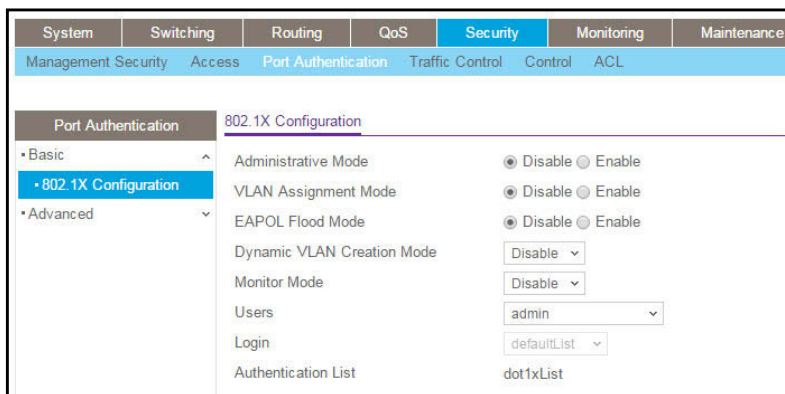 System Switching Routing QoS Security Monitoring Maintenance
Management Security Access Port Authentication Traffic Control Control ACL
Port Authentication
Basic
802.1X Configuration
Advanced
802.1X Configuration
Administrative Mode Disable Enable
VLAN Assignment Mode Disable Enable
EAPOL Flood Mode Disable Enable
Dynamic VLAN Creation Mode Disable
Monitor Mode Disable
Users admin
Login defaultList
Authentication List dot1xList